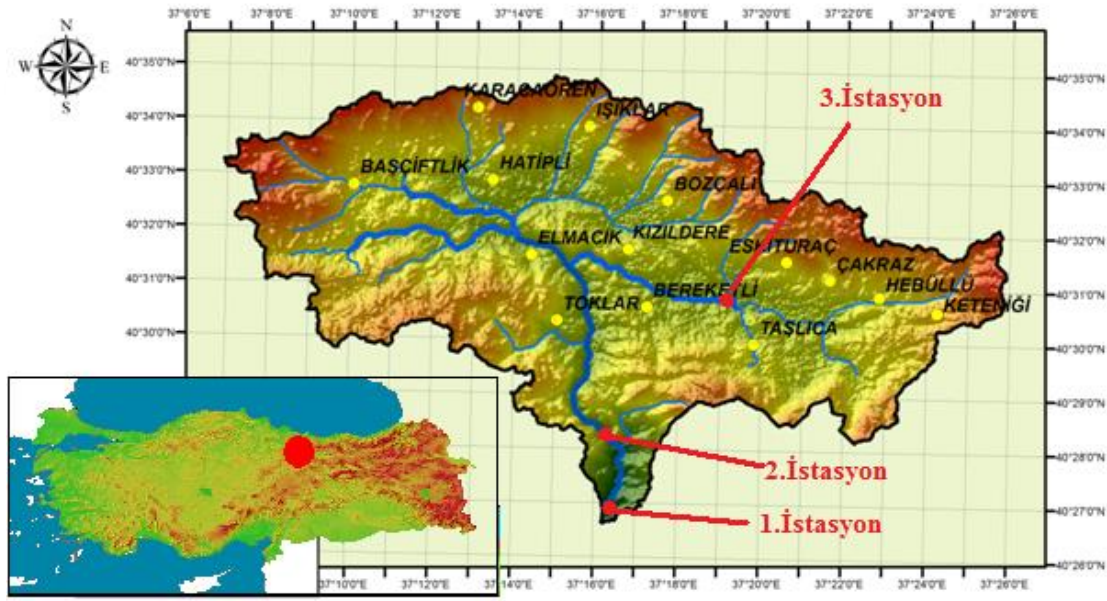 37°6'0"E 37°8'0"E 37°10'0"E 37°12'0"E 37°14'0"E 37°16'0"E 37°18'0"E 37°20'0"E 37°22'0"E 37°24'0"E 37°26'0"E
N
W E
S
40°35'0"N
40°34'0"N
40°33'0"N
40°32'0"N
40°31'0"N
40°30'0"N
40°35'0"N
40°34'0"N
40°33'0"N
40°32'0"N
40°31'0"N
40°30'0"N
40°29'0"N
40°28'0"N
40°27'0"N
40°26'0"N
KARACAÖREN
IŞIKLAR
3.İstasyon
BAŞÇİFTLİK
HATİPLİ
BOZÇALI
ELMACIK
KIZILDERE
ESKİTURAÇ
ÇAKRAZ
HEBÜLLÜ
TOKLAR
BEREKETLİ
KETENİĞİ
TAŞLICA
2.İstasyon
1.İstasyon
37°10'0"E 37°12'0"E 37°14'0"E 37°16'0"E 37°18'0"E 37°20'0"E 37°22'0"E 37°24'0"E 37°26'0"E